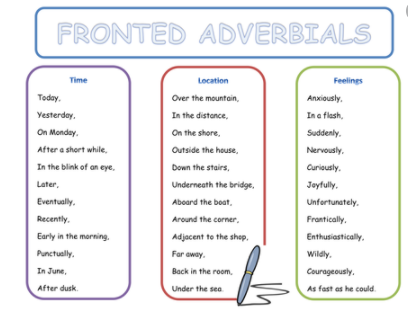 FRONTED ADVERBIALS
Time
Today,
Yesterday,
On Monday,
After a short while,
In the blink of an eye,
Later,
Eventually,
Recently,
Early in the morning,
Punctually,
In June,
After dusk.
Location
Over the mountain,
In the distance,
On the shore,
Outside the house,
Down the stairs,
Underneath the bridge,
Aboard the boat,
Around the corner,
Adjacent to the shop,
Far away,
Back in the room,
Under the sea.
Feelings
Anxiously,
In a flash,
Suddenly,
Nervously,
Curiously,
Joyfully,
Unfortunately,
Frantically,
Enthusiastically,
Wildly,
Courageously,
As fast as he could.